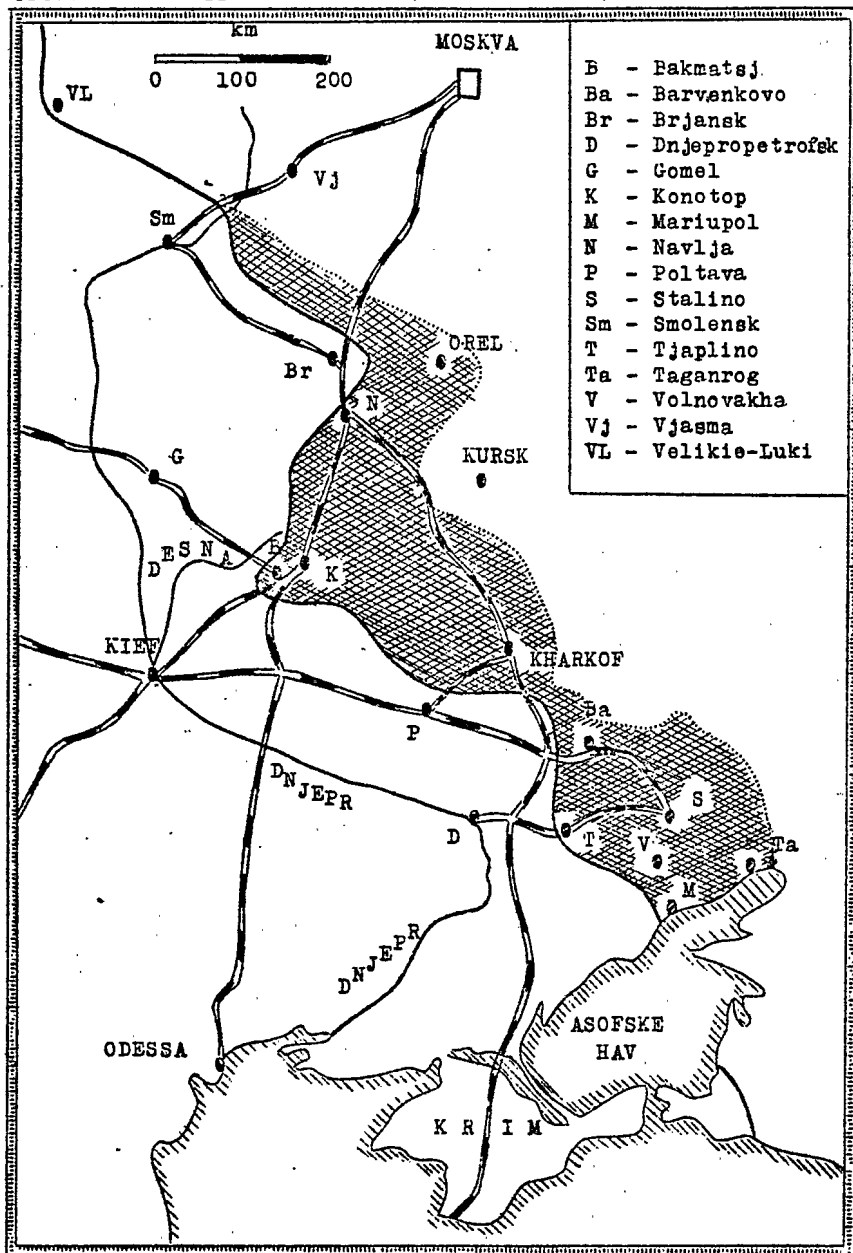 km
0 100 200
MOSKVA
B - Bakmatsj
Ba - Barvenkovo
Br - Brjansk
D - Dnjepropetrofsk
G - Gomel
K - Konotop
M - Mariupol
N - Navlja
P - Poltava
S - Stalino
Sm - Smolensk
T - Tjaplino
Ta - Taganrog
V - Volnovakha
Vj - Vjasma
VL - Velikie-Luki
VL
Vj
Sm
OREL
Br
N
G
KURSK
DESNA
B
K
KIEF
KHARKOF
Ba
P
DNJEPR
S
D
T
V
Ta
M
DNJEPR
ASOFSKE
HAV
ODESSA
KRIM